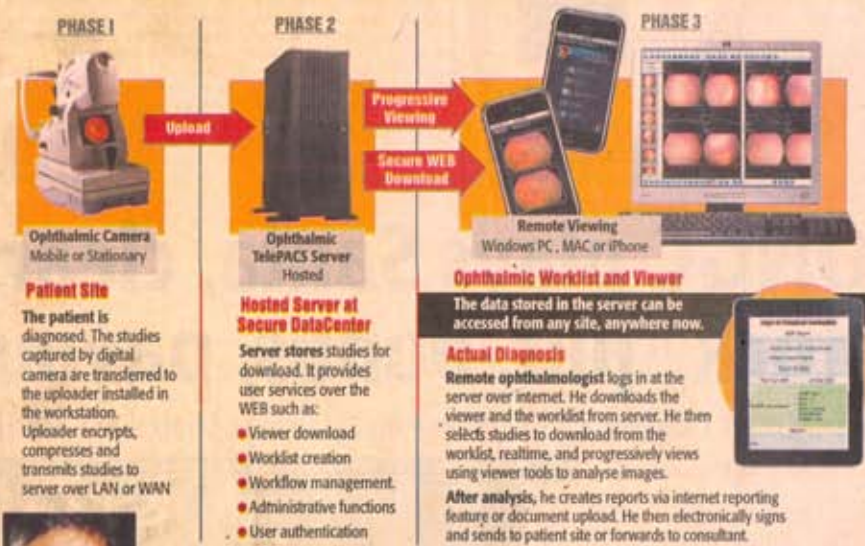 PHASE I
Upload
Ophthalmic Camera
Mobile or Stationary
Patient Site
The patient is
diagnosed. The studies
captured by digital
camera are transferred to
the uploader installed in
the workstation.
Uploader encrypts,
compresses and
transmits studies to
server over LAN or WAN
PHASE 2
Progressive
Viewing
Secure WEB
Download
Ophthalmic
TelePACS Server
Hosted
Hosted Server at
Secure DataCenter
Server stores studies for
download. It provides
user services over the
WEB such as:
Viewer download
Worklist creation
Workflow management.
Administrative functions
User authentication
PHASE 3
Remote Viewing
Windows PC , MAC or iPhone
Ophthalmic Worklist and Viewer
The data stored in the server can be
accessed from any site, anywhere now.
Actual Diagnosis
Remote ophthalmologist logs in at the
server over internet. He downloads the
viewer and the worklist from server. He then
selects studies to download from the
worklist, realtime, and progressively views
using viewer tools to analyse images.
After analysis, he creates reports via internet reporting
feature or document upload. He then electronically signs
and sends to patient site or forwards to consultant.